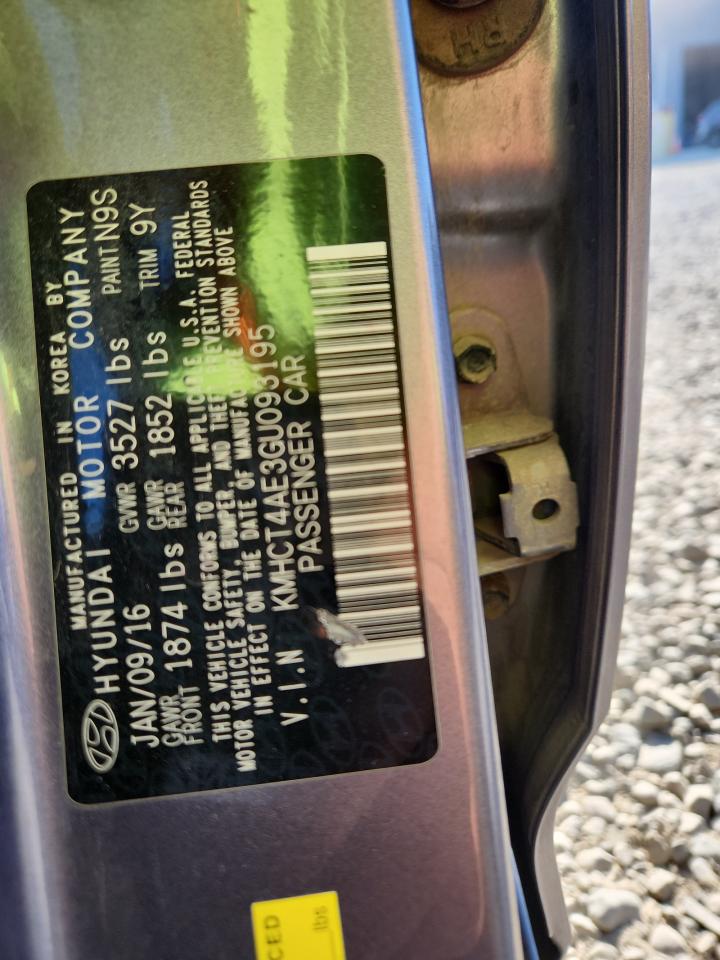 MANUFACTURED IN KOREA BY
HYUNDAI MOTOR COMPANY
JAN/09/16 GVWR 3527 lbs PAINT N9S
GAWR FRONT 1874 lbs GAWR REAR 1852 lbs TRIM 9Y
THIS VEHICLE CONFORMS TO ALL APPLICABLE U.S.A. FEDERAL
MOTOR VEHICLE SAFETY, BUMPER, AND THEFT PREVENTION STANDARDS
IN EFFECT ON THE DATE OF MANUFACTURE SHOWN ABOVE
V.I.N KMHCT4AE3GU093195
PASSENGER CAR
RH
lbs